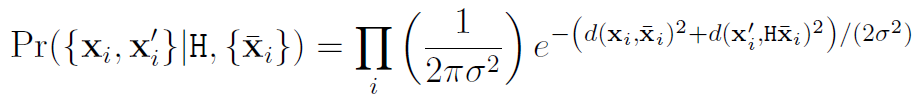 Pr({x_i, x'_i}|H, {x̄_i}) = ∏_i (1/(2πσ²)) e^{−(d(x_i,x̄_i)²+d(x'_i,Hx̄_i)²)/(2σ²)}